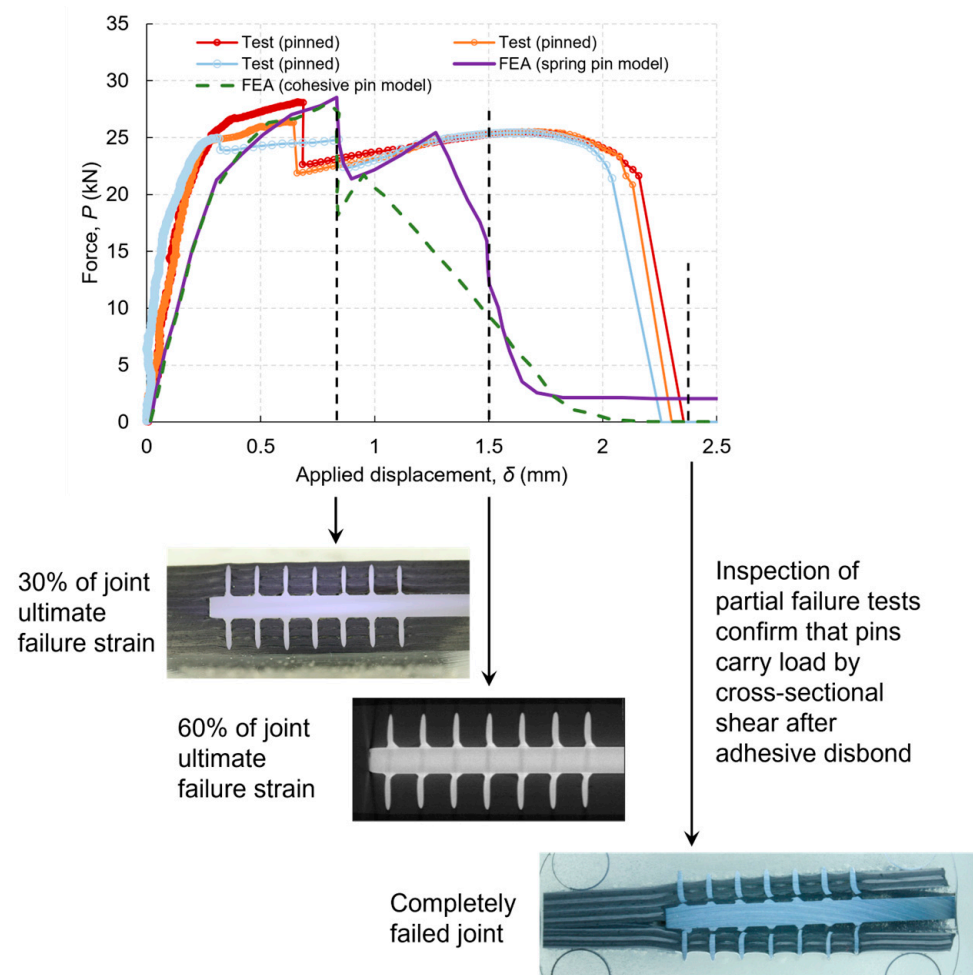 35
30
25
20
15
10
5
0
Force, P (kN)
Test (pinned)
Test (pinned)
Test (pinned)
FEA (spring pin model)
FEA (cohesive pin model)
0
0.5
1
1.5
2
2.5
Applied displacement, δ (mm)
30% of joint
ultimate
failure strain
60% of joint
ultimate
failure strain
Inspection of
partial failure tests
confirm that pins
carry load by
cross-sectional
shear after
adhesive disbond
Completely
failed joint